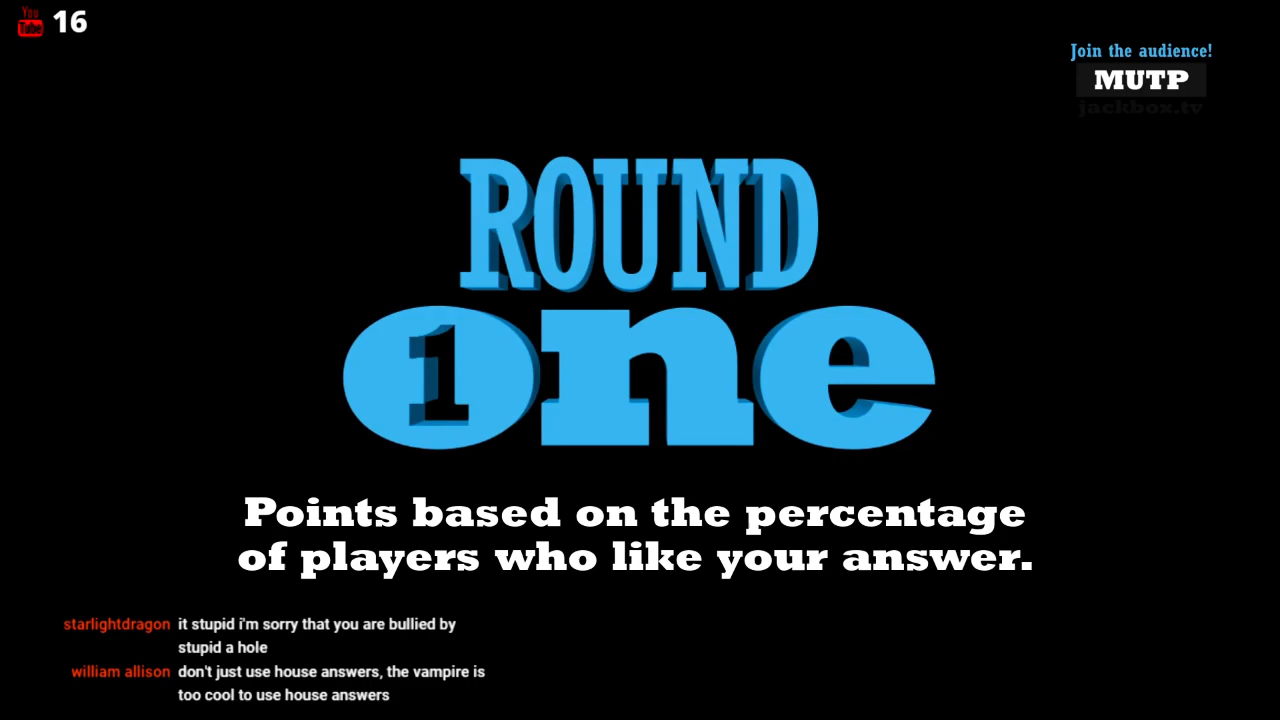 You
Tube
16
Join the audience!
MUTP
jackbox.tv
ROUND
One
1
Points based on the percentage
of players who like your answer.
starlightdragon it stupid i'm sorry that you are bullied by
stupid a hole
william allison don't just use house answers, the vampire is
too cool to use house answers